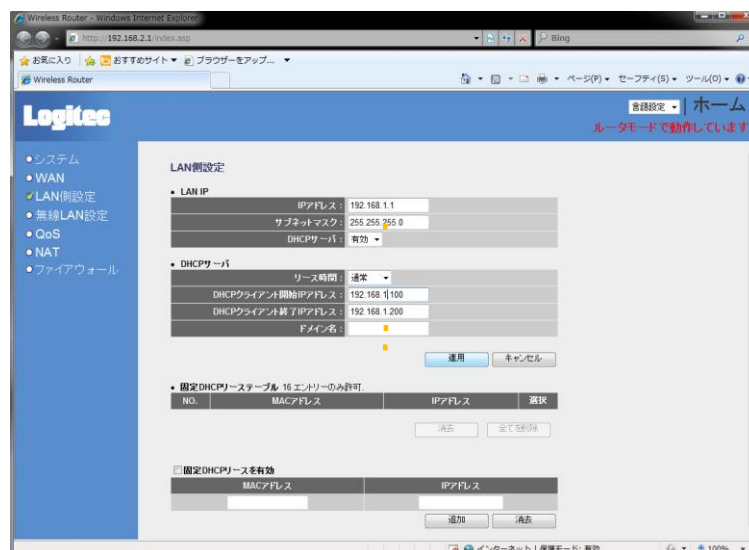 Wireless Router - Windows Internet Explorer
http://192.168.2.1/index.asp
Bing
お気に入り おすすめサイト ブラウザーをアップ...
Wireless Router
ページ(P) セーフティ(S) ツール(O)
Logitec
言語設定 | ホーム
ルータモードで動作しています
システム
WAN
LAN側設定
無線LAN設定
QoS
NAT
ファイアウォール
LAN側設定
LAN IP
IPアドレス : 192.168.1.1
サブネットマスク : 255.255.255.0
DHCPサーバ : 有効
DHCPサーバ
リース時間 : 通常
DHCPクライアント開始IPアドレス : 192.168.1.100
DHCPクライアント終了IPアドレス : 192.168.1.200
ドメイン名 :
適用 キャンセル
固定DHCPリーステーブル 16 エントリーのみ許可.
NO. MACアドレス IPアドレス 選択
消去 全てを削除
固定DHCPリースを有効
MACアドレス IPアドレス
追加 消去
インターネット | 保護モード: 有効 100%